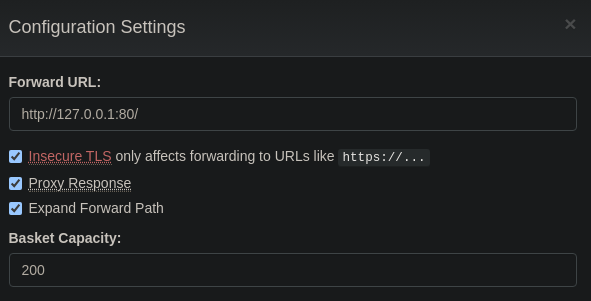 Configuration Settings ×
Forward URL:
http://127.0.0.1:80/
Insecure TLS only affects forwarding to URLs like https://...
Proxy Response
Expand Forward Path
Basket Capacity:
200